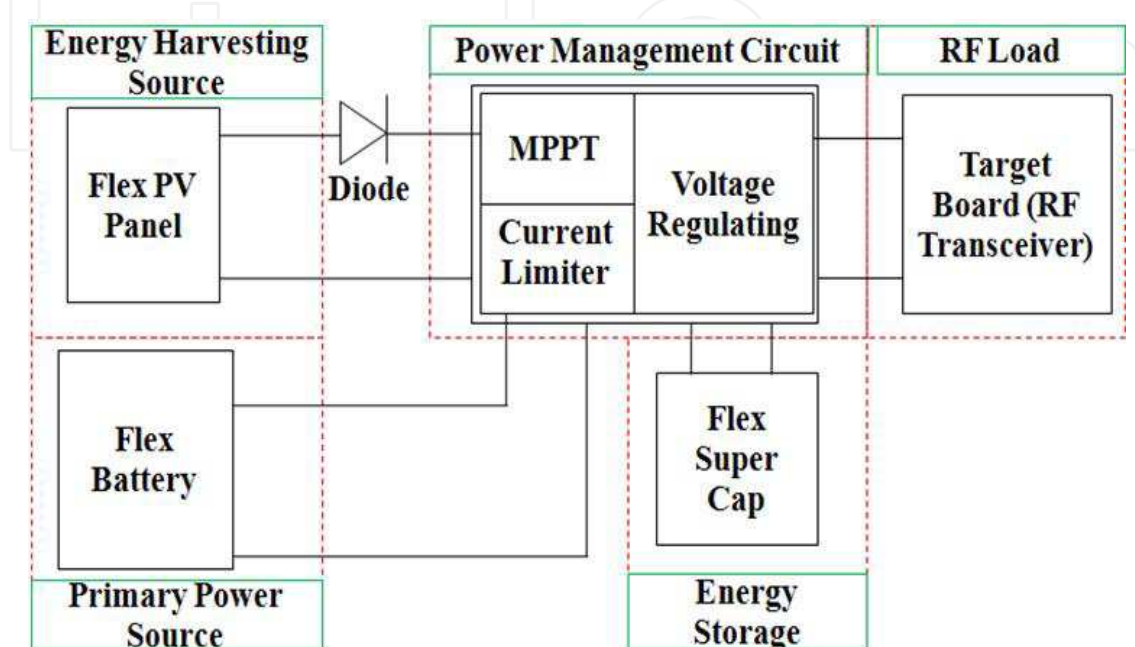 Energy Harvesting
Source
Power Management Circuit
RF Load
Flex PV
Panel
Diode
MPPT
Current
Limiter
Voltage
Regulating
Target
Board (RF
Transceiver)
Flex
Battery
Flex
Super
Cap
Primary Power
Source
Energy
Storage